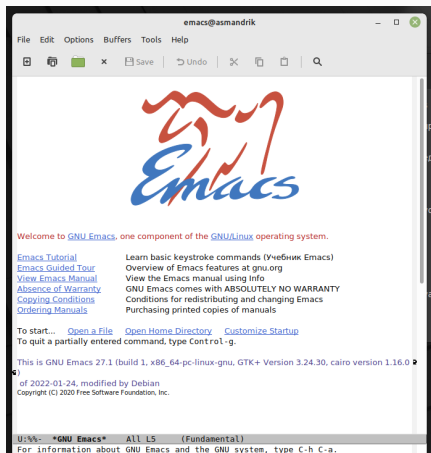 emacs@asmandrik
File Edit Options Buffers Tools Help
Save Undo
Emacs
Welcome to GNU Emacs, one component of the GNU/Linux operating system.
Emacs Tutorial Learn basic keystroke commands (Учебник Emacs)
Emacs Guided Tour Overview of Emacs features at gnu.org
View Emacs Manual View the Emacs manual using Info
Absence of Warranty GNU Emacs comes with ABSOLUTELY NO WARRANTY
Copying Conditions Conditions for redistributing and changing Emacs
Ordering Manuals Purchasing printed copies of manuals
To start... Open a File Open Home Directory Customize Startup
To quit a partially entered command, type Control-g.
This is GNU Emacs 27.1 (build 1, x86_64-pc-linux-gnu, GTK+ Version 3.24.30, cairo version 1.16.0
)
of 2022-01-24, modified by Debian
Copyright (C) 2020 Free Software Foundation, Inc.
U:%%- *GNU Emacs* All L5 (Fundamental)
For information about GNU Emacs and the GNU system, type C-h C-a.